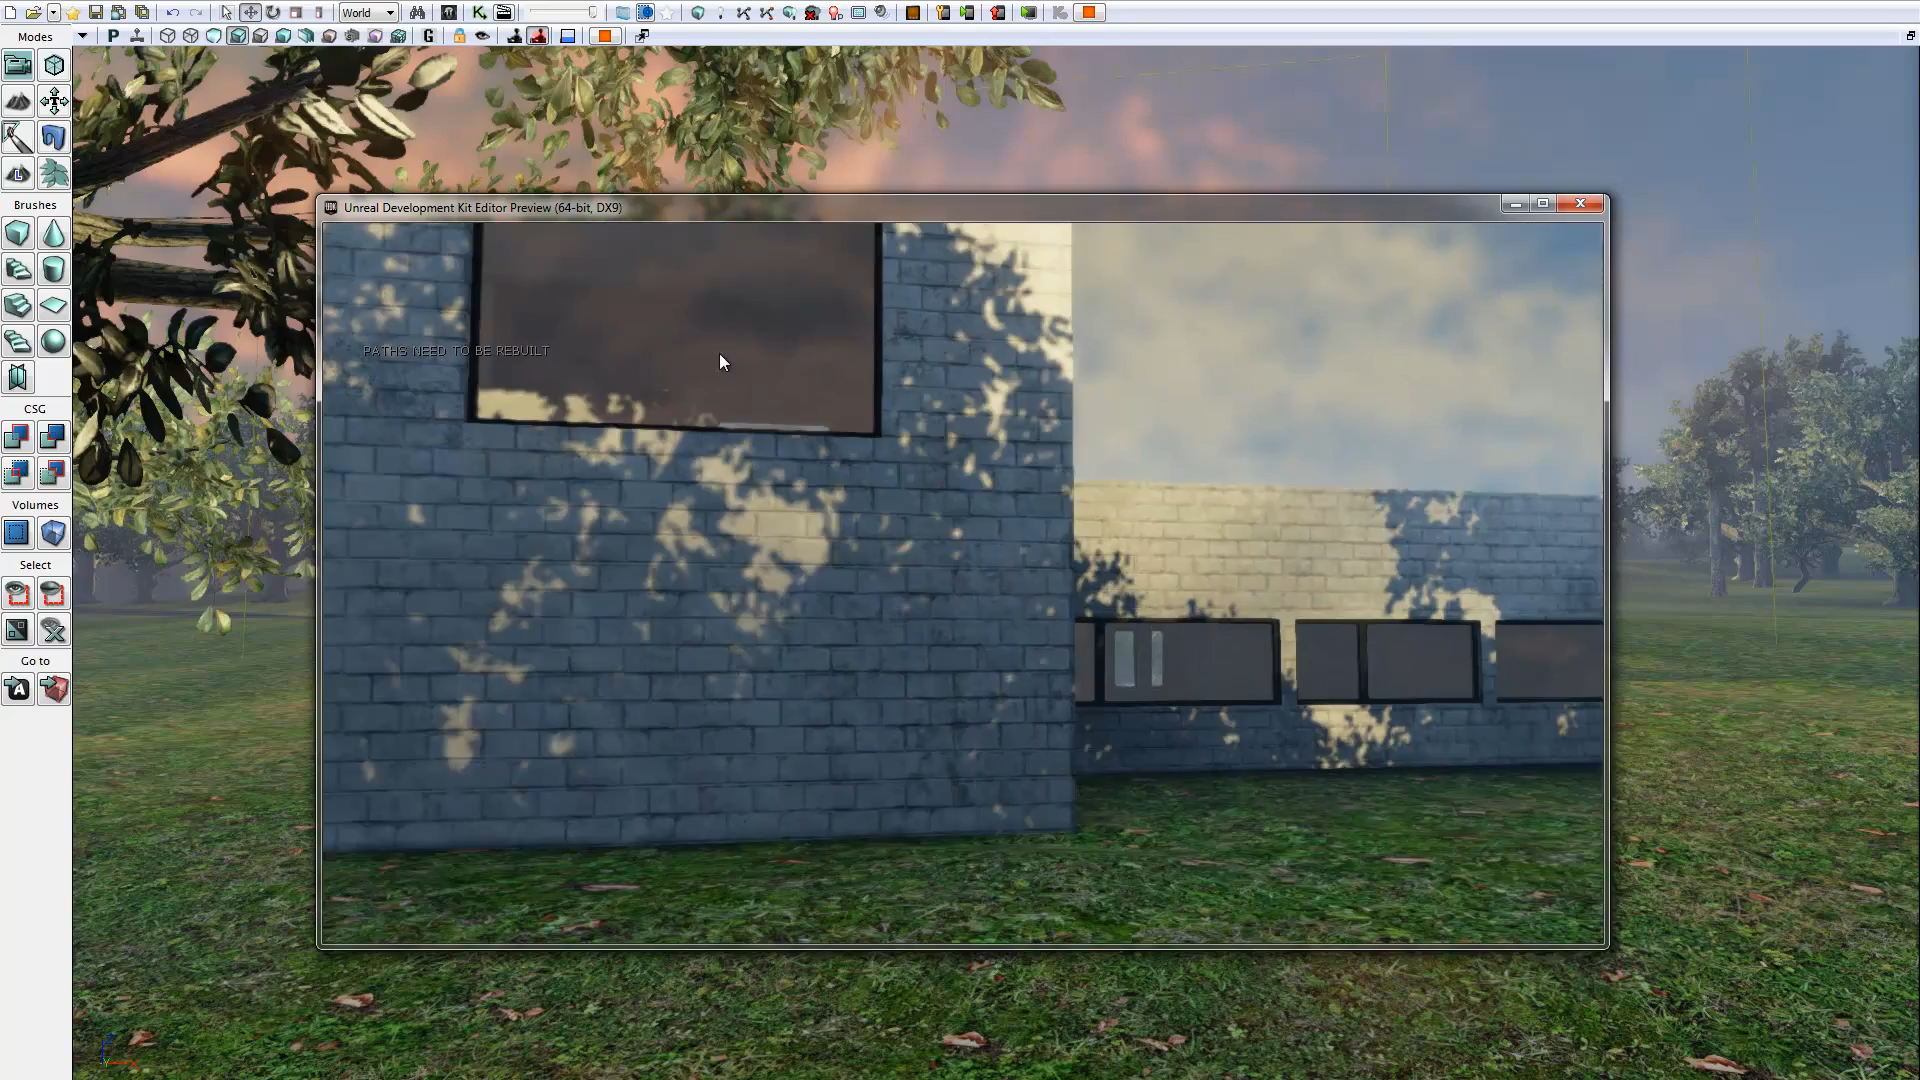 World
P
G
Modes
L
Brushes
CSG
Volumes
Select
Go to
A
Unreal Development Kit Editor Preview (64-bit, DX9)
PATHS NEED TO BE REBUILT